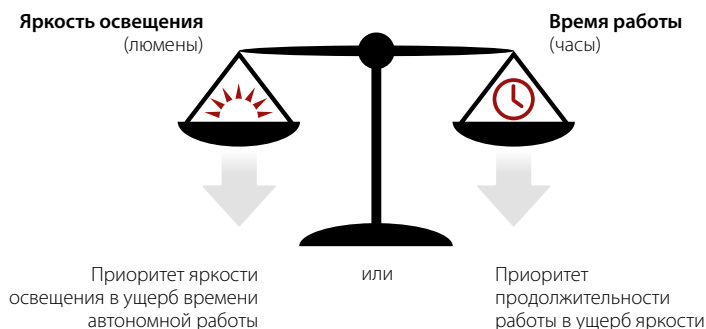 Яркость освещения
(люмены)
Время работы
(часы)
Приоритет яркости
освещения в ущерб времени
автономной работы
или
Приоритет
продолжительности
работы в ущерб яркости